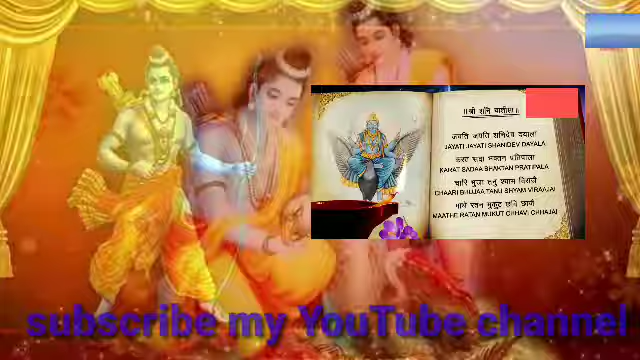 ॥श्री शनि चालीसा॥
जयति जयति शनिदेव दयाला
JAYATI JAYATI SHANIDEV DAYALA
करत सदा भक्तन प्रतिपाला
KARAT SADAA BHAKTAN PRATIPALA
चारि भुजा तनु श्याम विराजै
CHAARI BHUJAA TANU SHYAM VIRAAJAI
माथे रतन मुकुट छवि छाजै
MAATHE RATAN MUKUT CHHAVI CHHAJAI
subscribe my YouTube channel